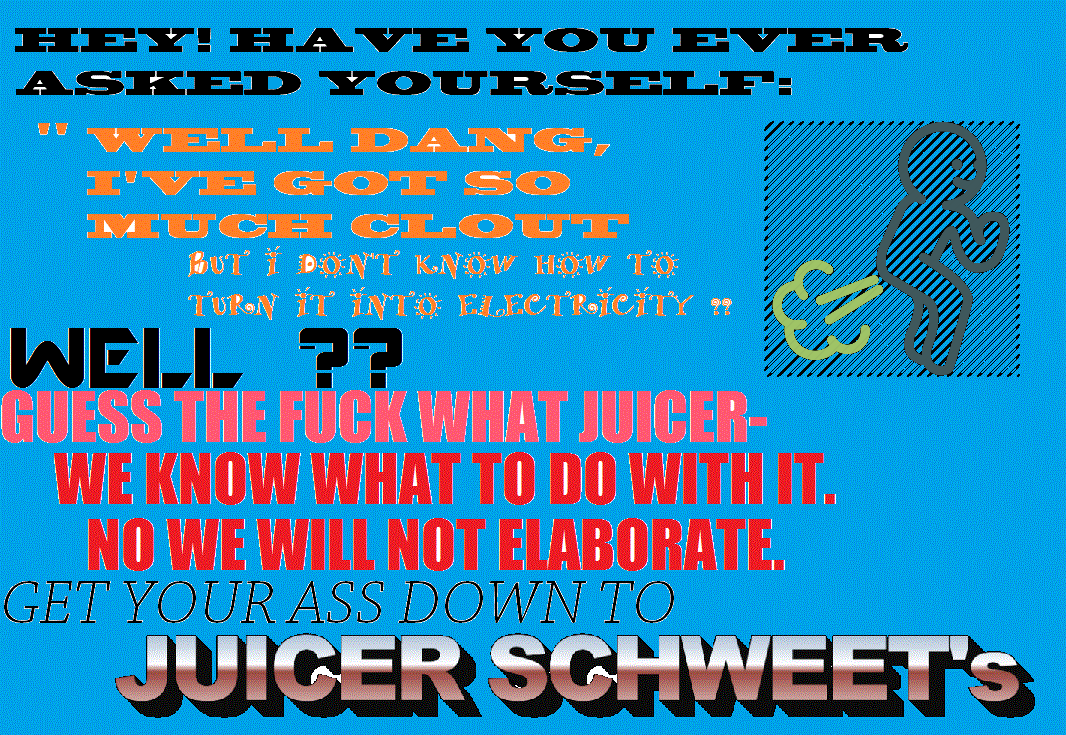 HEY! HAVE YOU EVER
ASKED YOURSELF:
" WELL DANG,
I'VE GOT SO
MUCH CLOUT
BUT I DON'T KNOW HOW TO
TURN IT INTO ELECTRICITY ??
WELL ??
GUESS THE FUCK WHAT JUICER-
WE KNOW WHAT TO DO WITH IT.
NO WE WILL NOT ELABORATE.
GET YOUR ASS DOWN TO
JUICER SCHWEET's